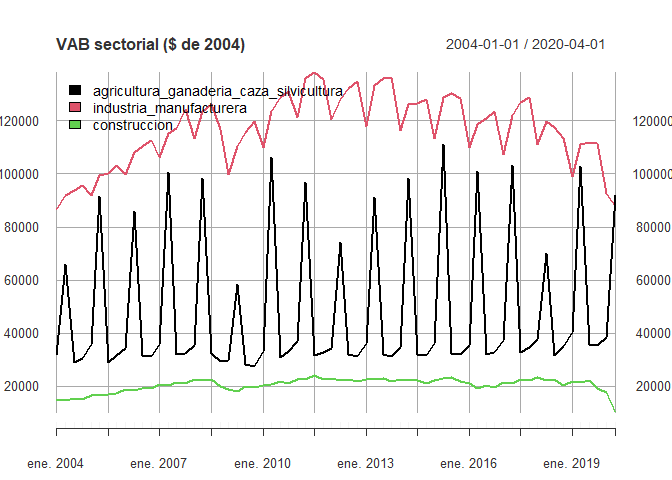 VAB sectorial ($ de 2004)
2004-01-01 / 2020-04-01
agricultura_ganaderia_caza_silvicultura
industria_manufacturera
construccion
120000
120000
100000
100000
80000
80000
60000
60000
40000
40000
20000
20000
ene. 2004
ene. 2007
ene. 2010
ene. 2013
ene. 2016
ene. 2019